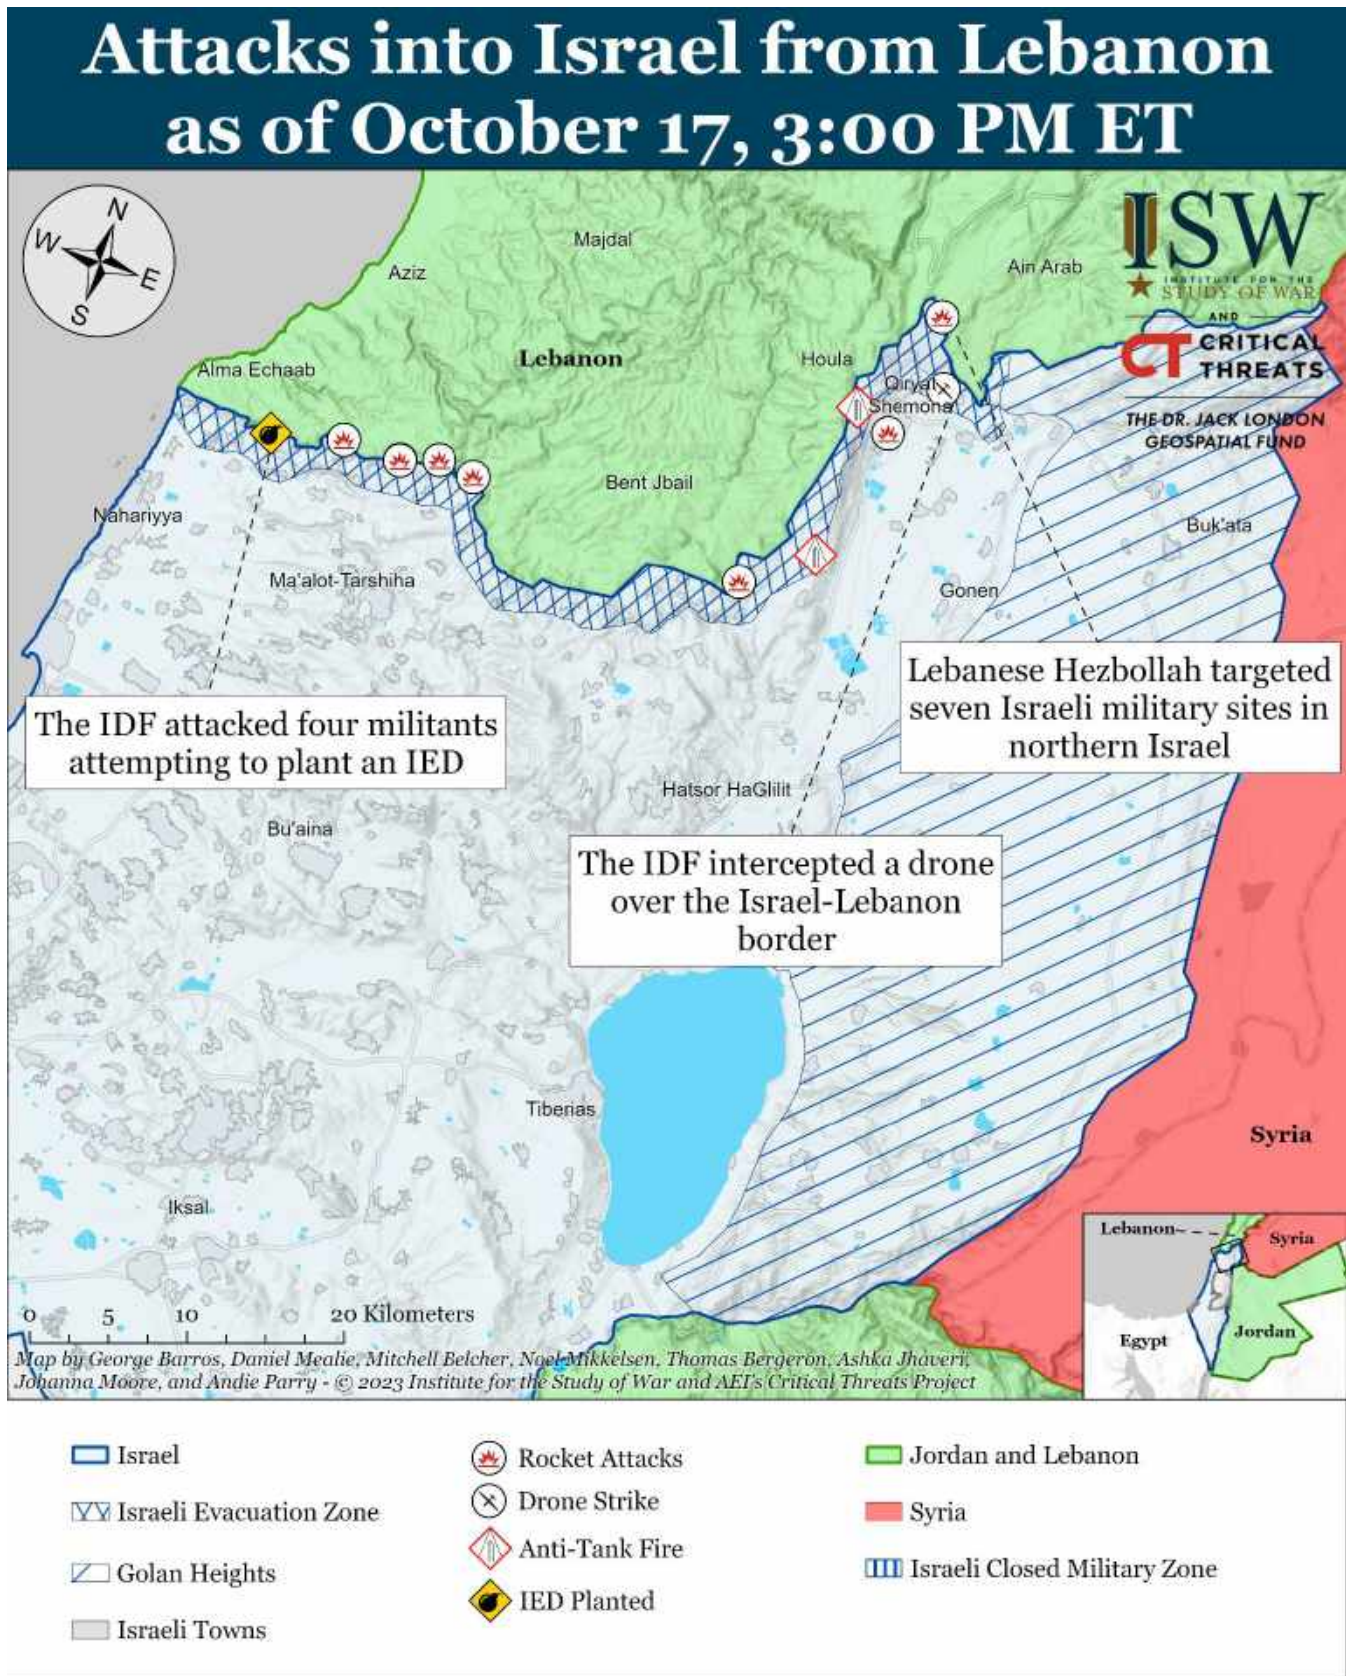 Attacks into Israel from Lebanon
as of October 17, 3:00 PM ET
N
W
E
S
Majdal
Aziz
Ain Arab
ISW
INSTITUTE FOR THE
STUDY OF WAR
AND
CT CRITICAL
THREATS
THE DR. JACK LONDON
GEOSPATIAL FUND
Alma Echaab
Lebanon
Houla
Qiryat
Shemona
Bent Jbail
Nahariyya
Buk'ata
Ma'alot-Tarshiha
Gonen
Lebanese Hezbollah targeted
seven Israeli military sites in
northern Israel
The IDF attacked four militants
attempting to plant an IED
Hatsor HaGlilit
Bu'aina
The IDF intercepted a drone
over the Israel-Lebanon
border
Tiberias
Syria
Iksal
Lebanon
Syria
Egypt
Jordan
0 5 10 20 Kilometers
Map by George Barros, Daniel Mealie, Mitchell Belcher, Noel Mikkelsen, Thomas Bergeron, Ashka Jhaveri,
Johanna Moore, and Andie Parry - © 2023 Institute for the Study of War and AEI's Critical Threats Project
Israel
Israeli Evacuation Zone
Golan Heights
Israeli Towns
Rocket Attacks
Drone Strike
Anti-Tank Fire
IED Planted
Jordan and Lebanon
Syria
Israeli Closed Military Zone